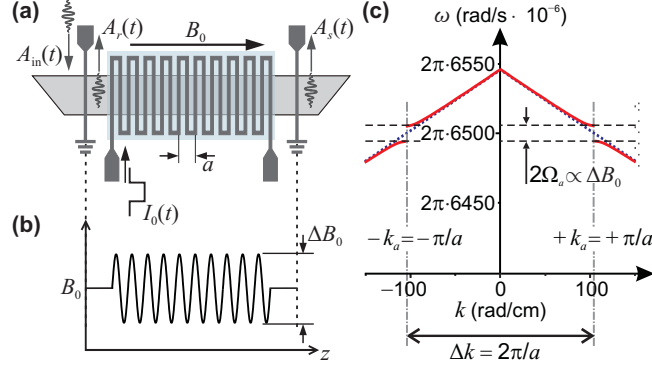 (a)
A_in(t)
A_r(t)
B_0
A_s(t)
a
I_0(t)
(b)
ΔB_0
B_0
z
(c)
ω (rad/s · 10^−6)
2π·6550
2π·6500
2Ω_a ∝ ΔB_0
2π·6450
−k_a=−π/a
+k_a=+π/a
−100
0
100
k (rad/cm)
Δk = 2π/a